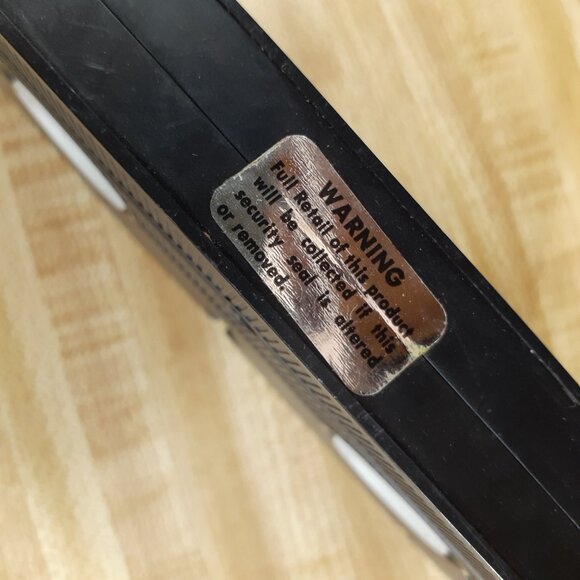 WARNING
Full Retail of this product
will be collected if this
security seal is altered
or removed.